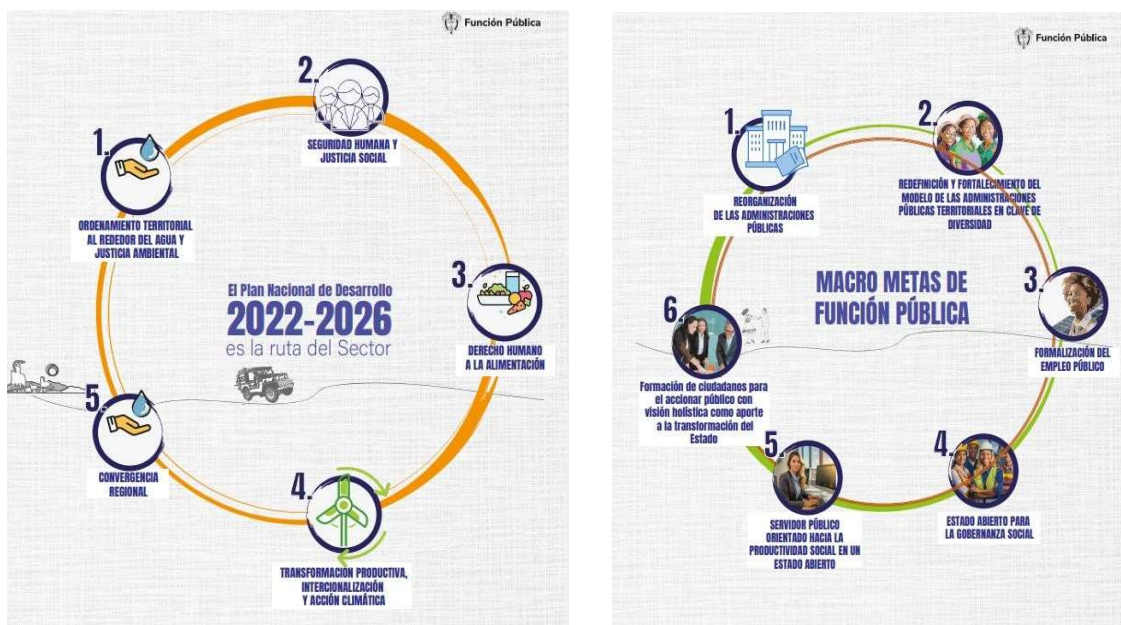 Función Pública
1.
ORDENAMIENTO TERRITORIAL
AL REDEDOR DEL AGUA Y
JUSTICIA AMBIENTAL
2.
SEGURIDAD HUMANA Y
JUSTICIA SOCIAL
3.
DERECHO HUMANO
A LA ALIMENTACIÓN
4.
TRANSFORMACIÓN PRODUCTIVA,
INTERCIONALIZACIÓN
Y ACCIÓN CLIMÁTICA
5.
CONVERGENCIA
REGIONAL
El Plan Nacional de Desarrollo
2022-2026
es la ruta del Sector
Función Pública
1.
REORGANIZACIÓN
DE LAS ADMINISTRACIONES
PÚBLICAS
2.
REDEFINICIÓN Y FORTALECIMIENTO DEL
MODELO DE LAS ADMINISTRACIONES
PÚBLICAS TERRITORIALES EN CLAVE DE
DIVERSIDAD
3.
FORMALIZACIÓN DEL
EMPLEO PÚBLICO
4.
ESTADO ABIERTO PARA
LA GOBERNANZA SOCIAL
5.
SERVIDOR PÚBLICO
ORIENTADO HACIA LA
PRODUCTIVIDAD SOCIAL EN UN
ESTADO ABIERTO
6.
Formación de ciudadanos para
el accionar público con
visión holística como aporte
a la transformación del
Estado
MACRO METAS DE
FUNCIÓN PÚBLICA